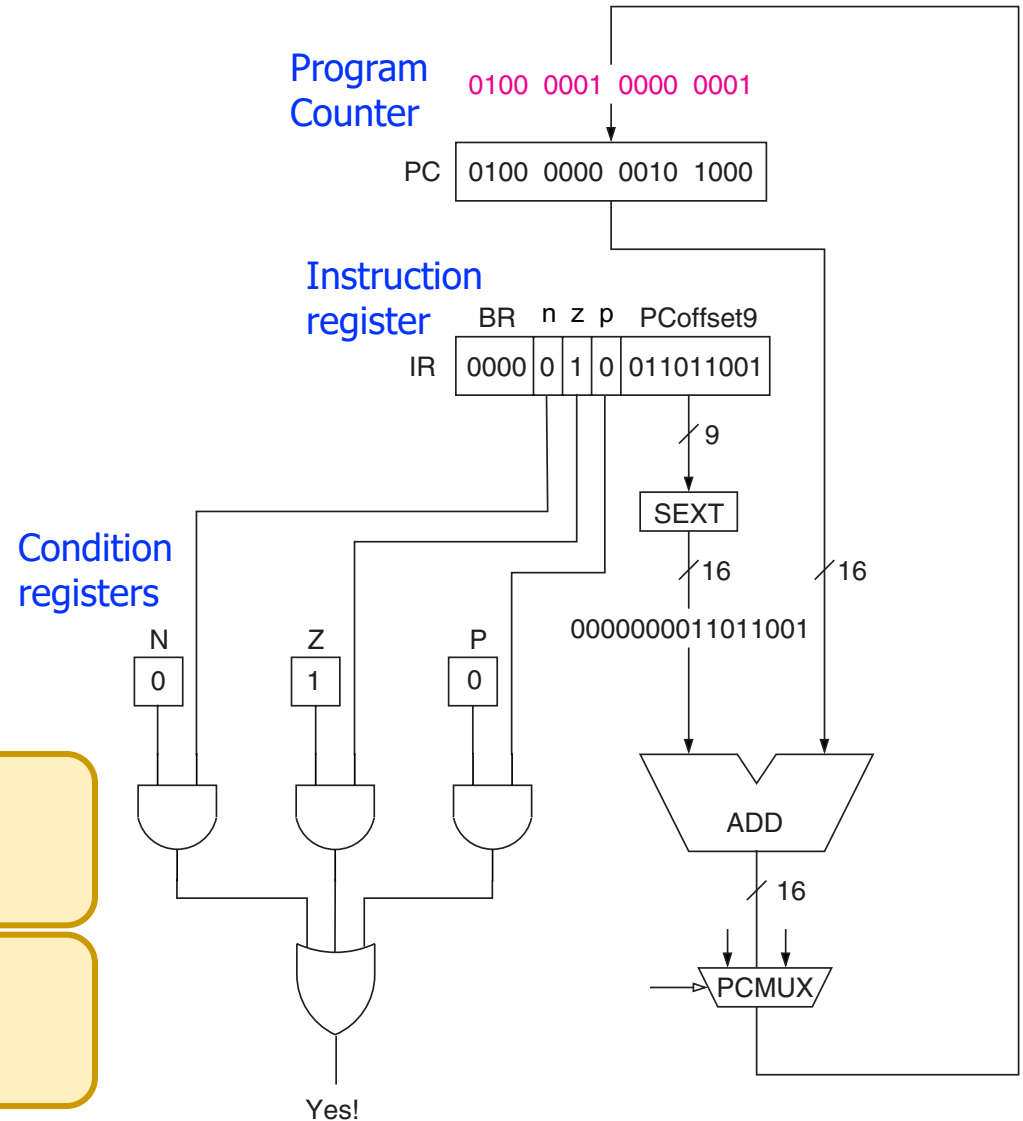 Program
Counter
0100 0001 0000 0001
PC 0100 0000 0010 1000
Instruction
register
BR n z p PCoffset9
IR 0000 0 1 0 011011001
9
SEXT
Condition
registers
16 16
0000000011011001
N Z P
0 1 0
ADD
16
PCMUX
Yes!